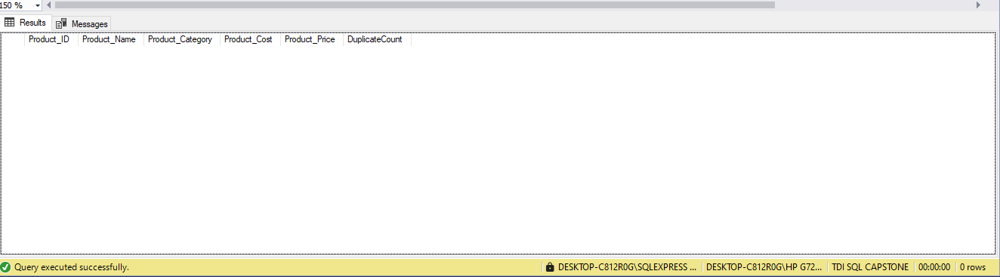 150 %
Results Messages
Product_ID Product_Name Product_Category Product_Cost Product_Price DuplicateCount
Query executed successfully. DESKTOP-C812R0G\SQLEXPRESS ... DESKTOP-C812R0G\HP G72... TDI SQL CAPSTONE 00:00:00 0 rows